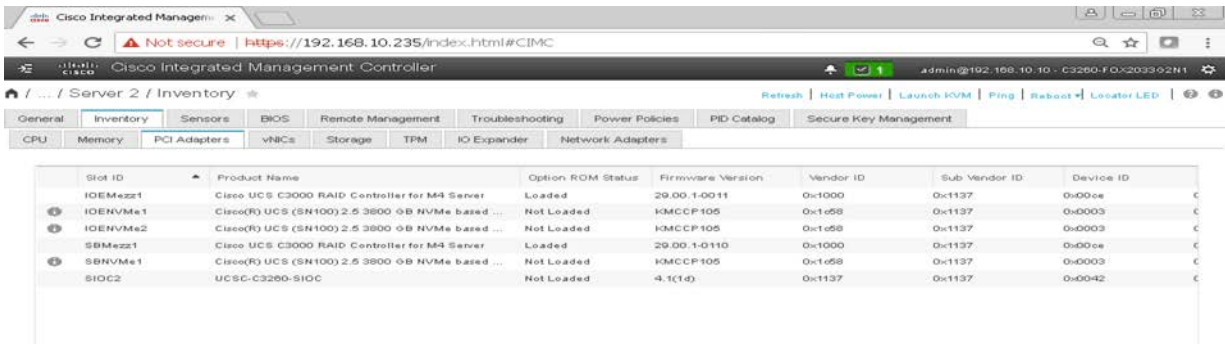 Cisco Integrated Managem
Not secure | https://192.168.10.235/index.html#CIMC
cisco Cisco Integrated Management Controller 1 admin@192.168.10.10 - C3260-FOX203302N1
/ ... / Server 2 / Inventory Refresh | Host Power | Launch KVM | Ping | Reboot | Locator LED |
General Inventory Sensors BIOS Remote Management Troubleshooting Power Policies PID Catalog Secure Key Management
CPU Memory PCI Adapters vNICs Storage TPM IO Expander Network Adapters
Slot ID Product Name Option ROM Status Firmware Version Vendor ID Sub Vendor ID Device ID
IOEMezz1 Cisco UCS C3000 RAID Controller for M4 Server Loaded 29.00.1-0011 0x1000 0x1137 0x00ce
IOENVMe1 Cisco(R) UCS (SN100) 2.5 3800 GB NVMe based ... Not Loaded KMCCP105 0x1c58 0x1137 0x0003
IOENVMe2 Cisco(R) UCS (SN100) 2.5 3800 GB NVMe based ... Not Loaded KMCCP105 0x1c58 0x1137 0x0003
SBMezz1 Cisco UCS C3000 RAID Controller for M4 Server Loaded 29.00.1-0110 0x1000 0x1137 0x00ce
SBNVMe1 Cisco(R) UCS (SN100) 2.5 3800 GB NVMe based ... Not Loaded KMCCP105 0x1c58 0x1137 0x0003
SIOC2 UCSC-C3260-SIOC Not Loaded 4.1(1d) 0x1137 0x1137 0x0042